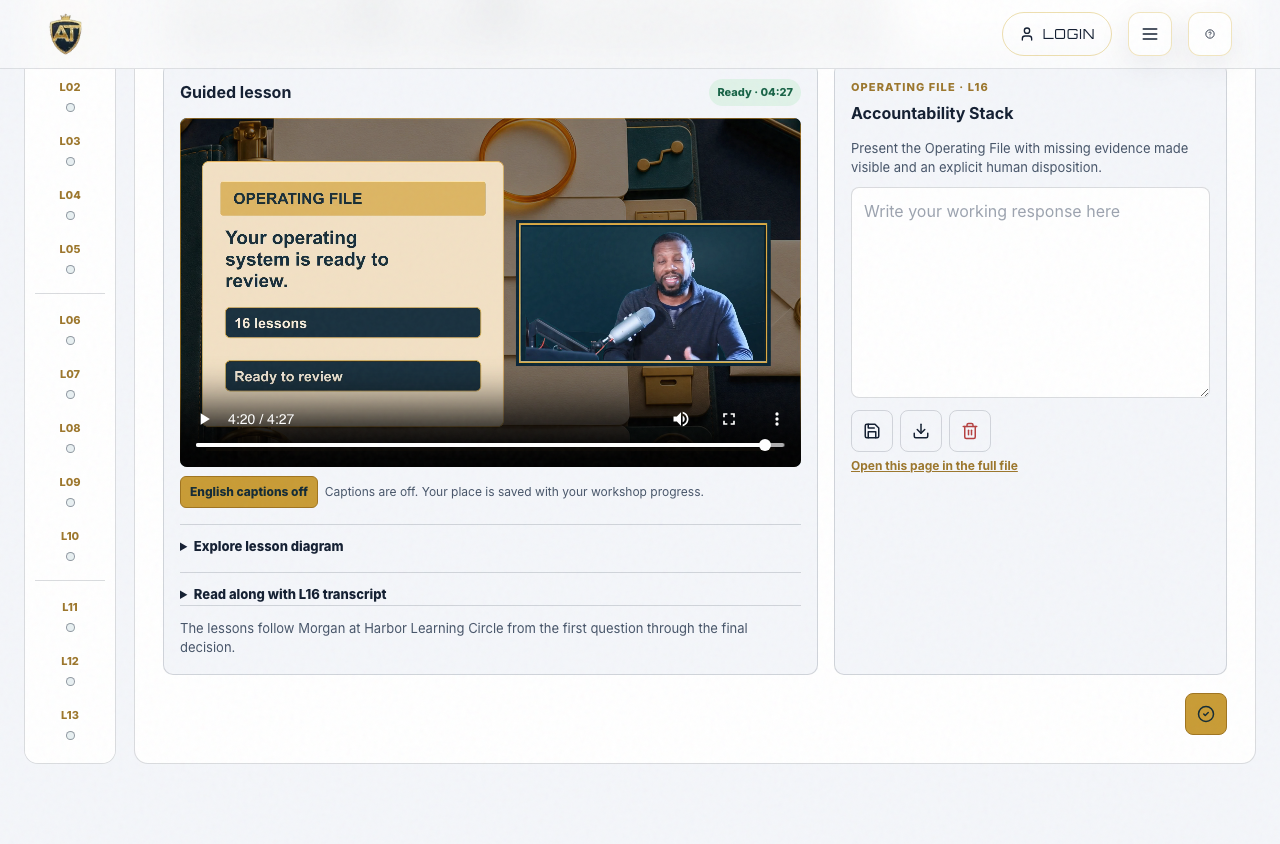 AT
LOGIN
L02
L03
L04
L05
L06
L07
L08
L09
L10
L11
L12
L13
Guided lesson
Ready · 04:27
OPERATING FILE
Your operating
system is ready to
review.
16 lessons
Ready to review
4:20 / 4:27
English captions off
Captions are off. Your place is saved with your workshop progress.
Explore lesson diagram
Read along with L16 transcript
The lessons follow Morgan at Harbor Learning Circle from the first question through the final
decision.
OPERATING FILE · L16
Accountability Stack
Present the Operating File with missing evidence made
visible and an explicit human disposition.
Write your working response here
Open this page in the full file